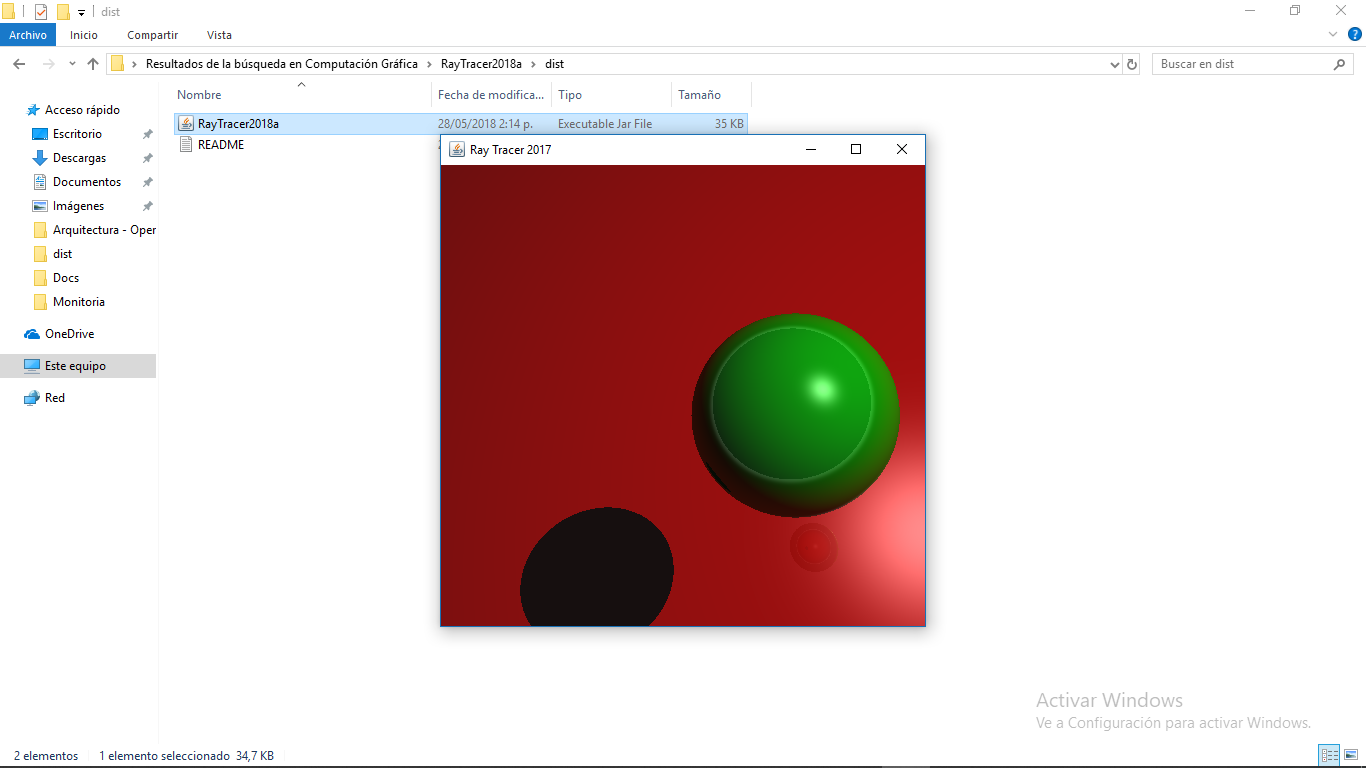 dist
Archivo Inicio Compartir Vista
Resultados de la búsqueda en Computación Gráfica RayTracer2018a dist
Buscar en dist
Nombre Fecha de modifica... Tipo Tamaño
Acceso rápido
Escritorio
Descargas
Documentos
Imágenes
Arquitectura - Oper
dist
Docs
Monitoria
OneDrive
Este equipo
Red
RayTracer2018a 28/05/2018 2:14 p. Executable Jar File 35 KB
README
Ray Tracer 2017
Activar Windows
Ve a Configuración para activar Windows.
2 elementos 1 elemento seleccionado 34,7 KB